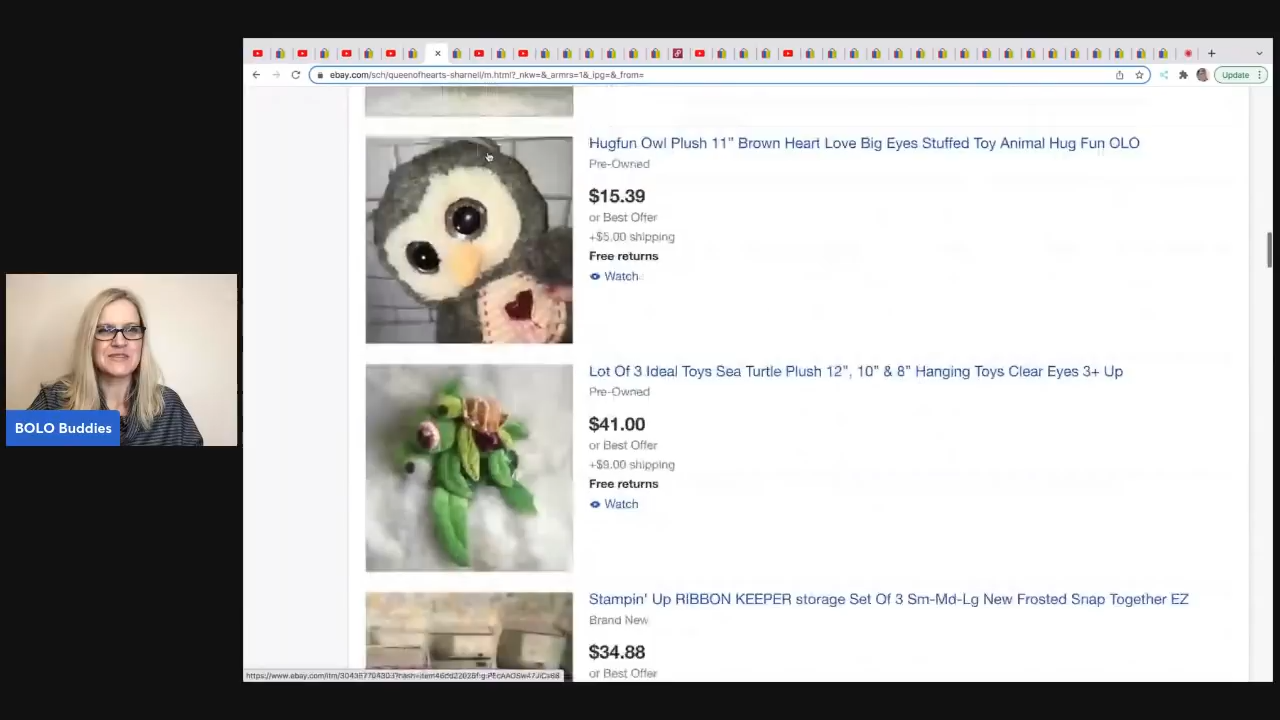 ebay.com/sch/queenofhearts-sharnell/m.html?_nkw=&_armrs=1&_ipg=&_from=
Update
Hugfun Owl Plush 11” Brown Heart Love Big Eyes Stuffed Toy Animal Hug Fun OLO
Pre-Owned
$15.39
or Best Offer
+$5.00 shipping
Free returns
Watch
Lot Of 3 Ideal Toys Sea Turtle Plush 12”, 10” & 8” Hanging Toys Clear Eyes 3+ Up
Pre-Owned
$41.00
or Best Offer
+$9.00 shipping
Free returns
Watch
BOLO Buddies
Stampin' Up RIBBON KEEPER storage Set Of 3 Sm-Md-Lg New Frosted Snap Together EZ
Brand New
$34.88
or Best Offer